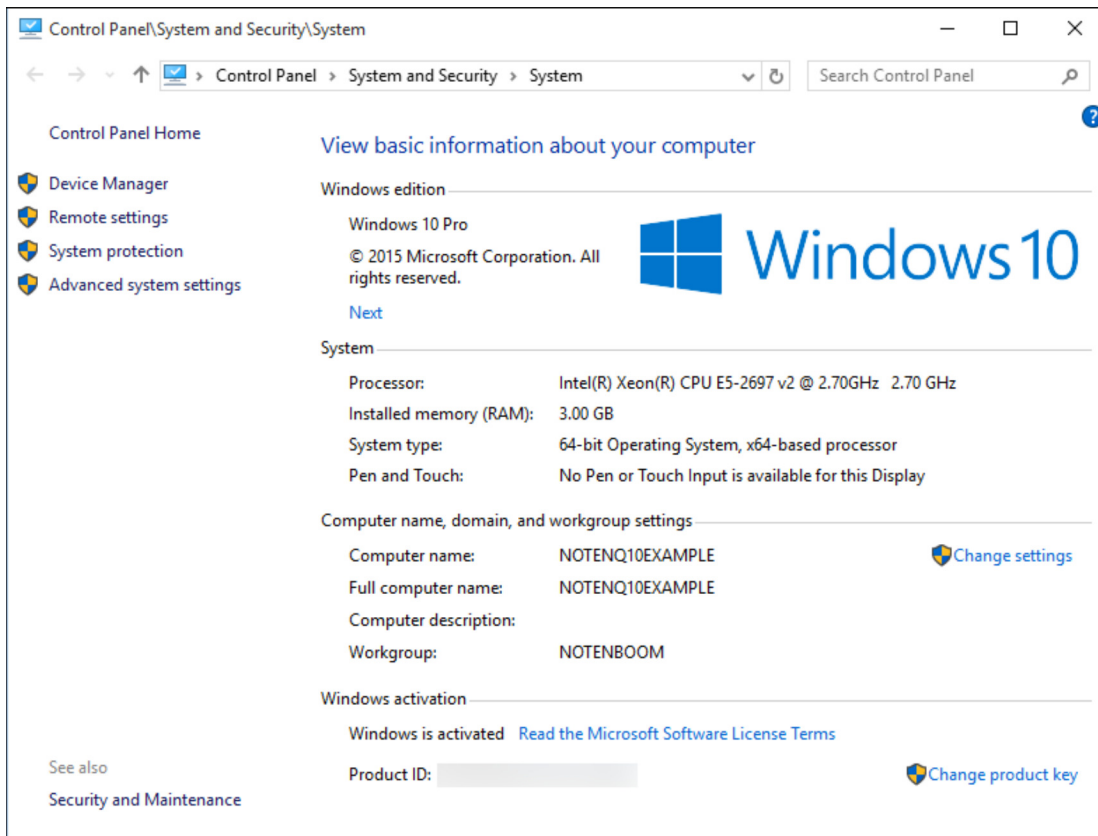 Control Panel\System and Security\System
Control Panel > System and Security > System
Search Control Panel
?
Control Panel Home
Device Manager
Remote settings
System protection
Advanced system settings
See also
Security and Maintenance
View basic information about your computer
Windows edition
Windows 10 Pro
© 2015 Microsoft Corporation. All
rights reserved.
Next
Windows 10
System
Processor: Intel(R) Xeon(R) CPU E5-2697 v2 @ 2.70GHz 2.70 GHz
Installed memory (RAM): 3.00 GB
System type: 64-bit Operating System, x64-based processor
Pen and Touch: No Pen or Touch Input is available for this Display
Computer name, domain, and workgroup settings
Computer name: NOTENQ10EXAMPLE
Change settings
Full computer name: NOTENQ10EXAMPLE
Computer description:
Workgroup: NOTENBOOM
Windows activation
Windows is activated Read the Microsoft Software License Terms
Product ID:
Change product key